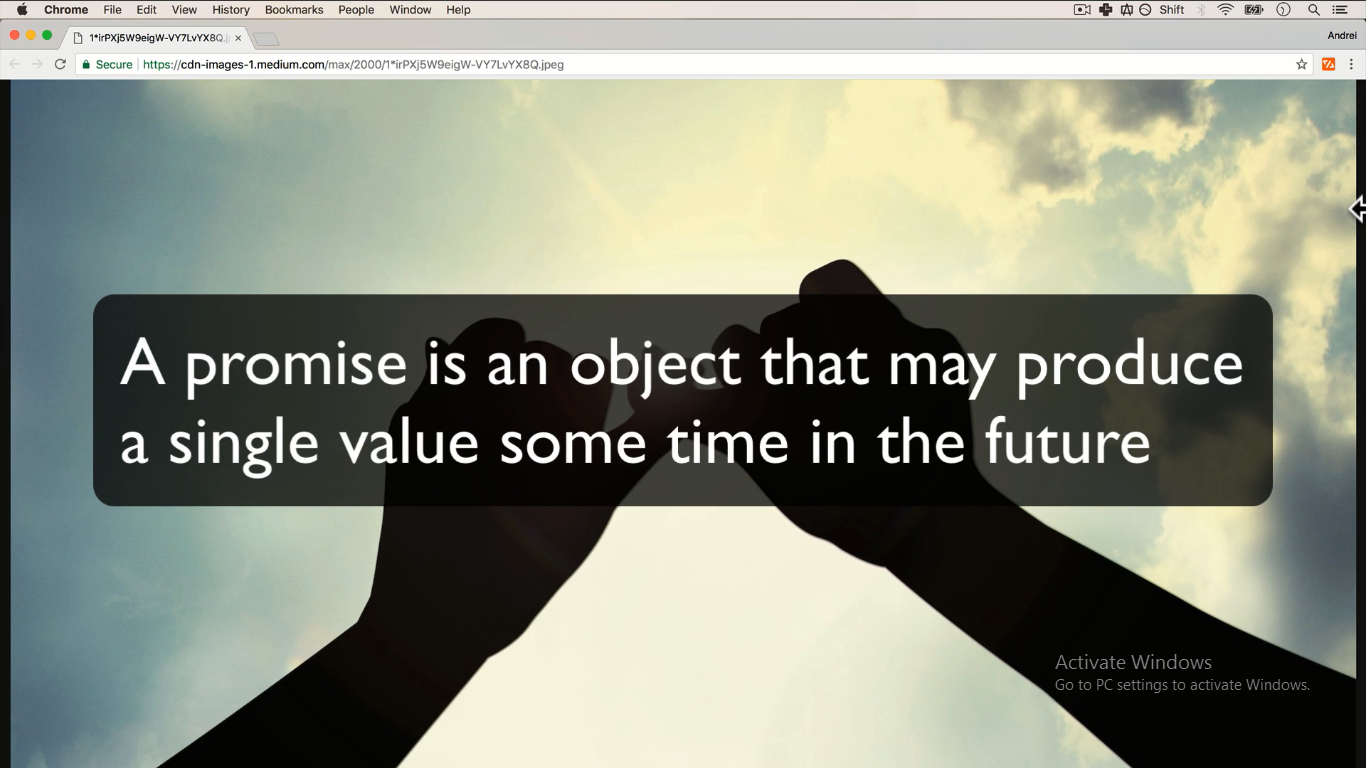 Chrome File Edit View History Bookmarks People Window Help Shift
1*irPXj5W9eigW-VY7LvYX8Q.j Andrei
Secure https://cdn-images-1.medium.com/max/2000/1*irPXj5W9eigW-VY7LvYX8Q.jpeg
A promise is an object that may produce
a single value some time in the future
Activate Windows
Go to PC settings to activate Windows.